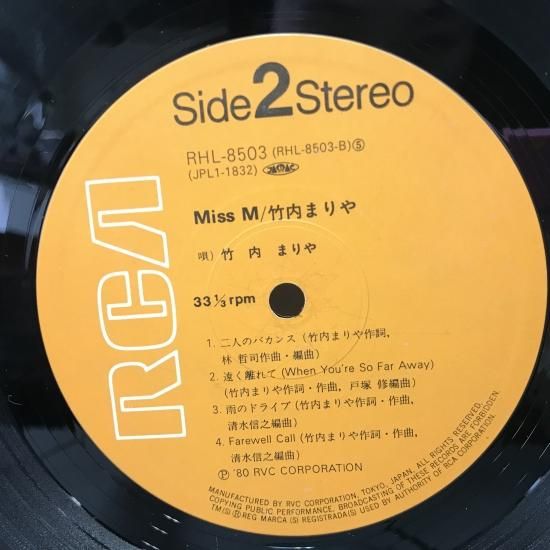 Side 2 Stereo
RHL-8503 (RHL-8503-B)⑤
(JPL1-1832) JASRAC
Miss M/竹内まりや
唄) 竹内 まりや
33 1/3 rpm
RCA
1. 二人のバカンス (竹内まりや作詞,
林 哲司作曲・編曲)
2. 遠く離れて (When You're So Far Away)
(竹内まりや作詞・作曲, 戸塚 修編曲)
3. 雨のドライブ (竹内まりや作詞・作曲,
清水信之編曲)
4. Farewell Call (竹内まりや作詞・作曲,
清水信之編曲)
Ⓟ '80 RVC CORPORATION
MANUFACTURED BY RVC CORPORATION, TOKYO, JAPAN. ALL RIGHTS RESERVED.
COPYING PUBLIC PERFORMANCE. BROADCASTING OF THESE RECORDS ARE FORBIDDEN.
TM(S) Ⓡ REG MARCA(S) REGISTRADA(S) USED BY AUTHORITY OF RCA CORPORATION.